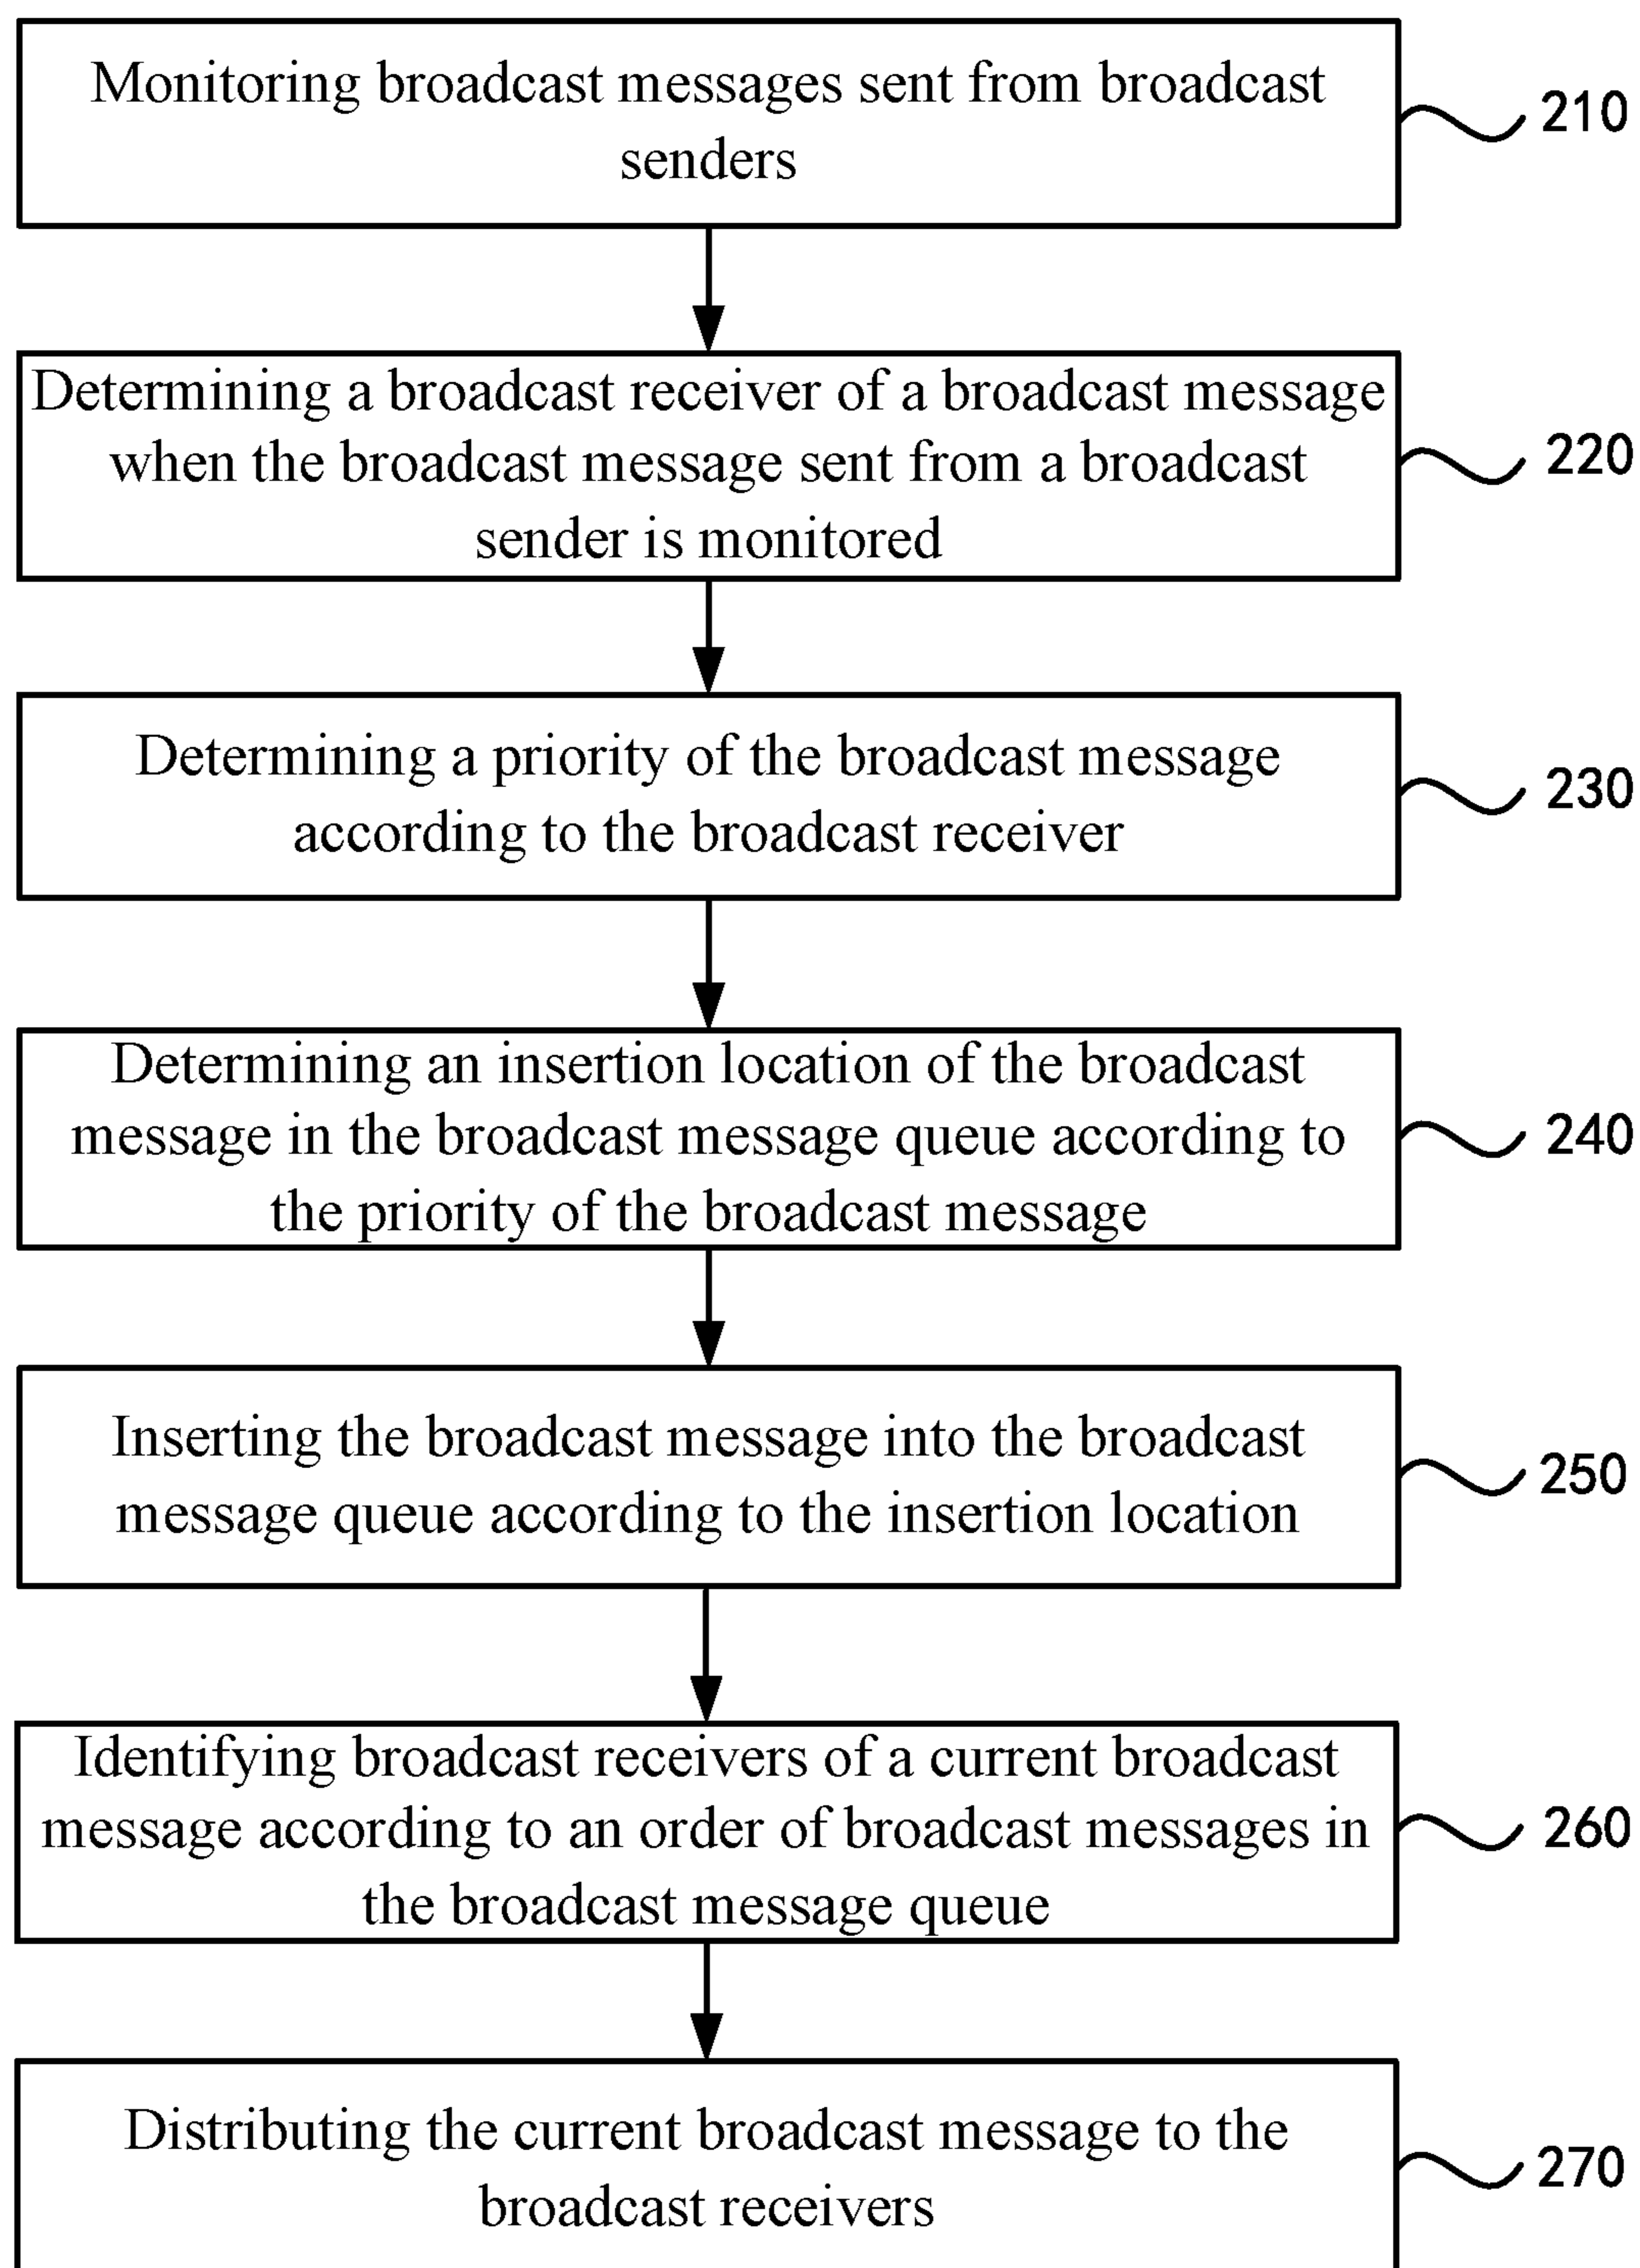 Monitoring broadcast messages sent from broadcast
senders
210
Determining a broadcast receiver of a broadcast message
when the broadcast message sent from a broadcast
sender is monitored
220
Determining a priority of the broadcast message
according to the broadcast receiver
230
Determining an insertion location of the broadcast
message in the broadcast message queue according to
the priority of the broadcast message
240
Inserting the broadcast message into the broadcast
message queue according to the insertion location
250
Identifying broadcast receivers of a current broadcast
message according to an order of broadcast messages in
the broadcast message queue
260
Distributing the current broadcast message to the
broadcast receivers
270